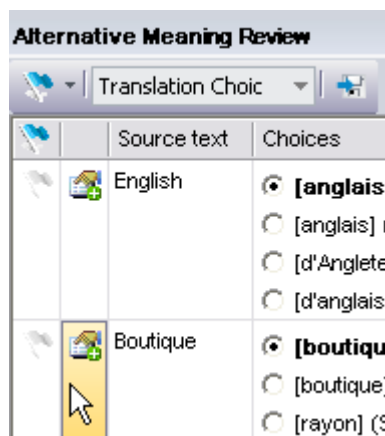 Alternative Meaning Review
Translation Choic
Source text Choices
English [anglais
[anglais]
[d'Anglete
[d'anglais
Boutique [boutiqu
[boutique]
[rayon] (S